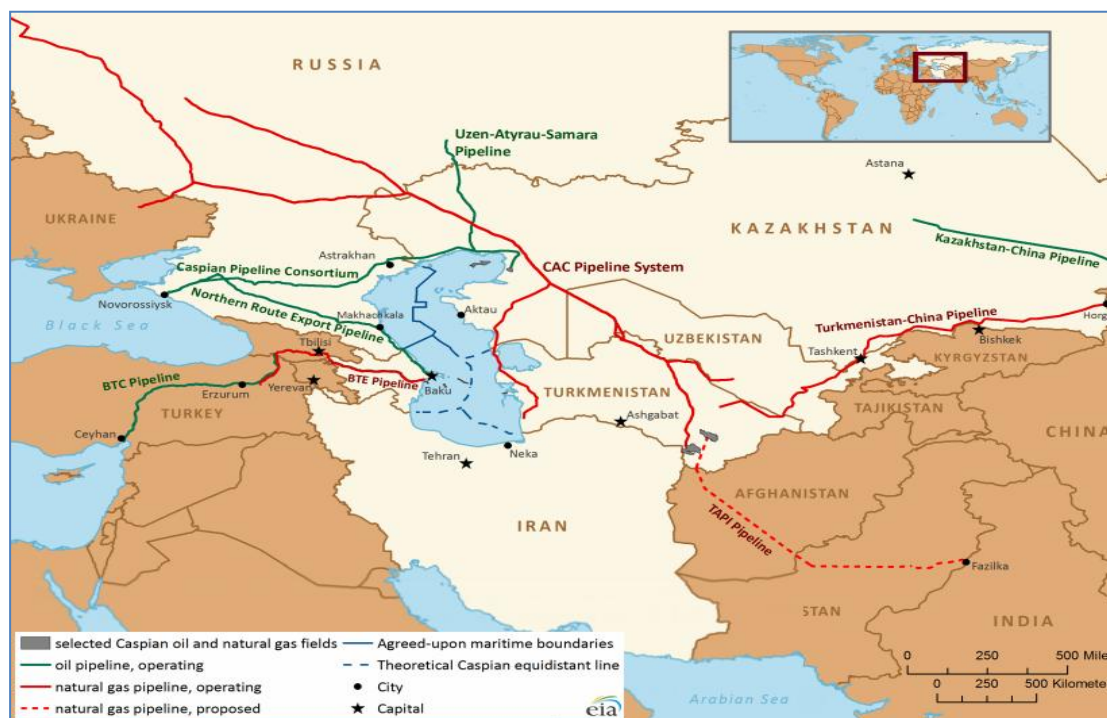 RUSSIA
Uzen-Atyrau-Samara
Pipeline
Astana
UKRAINE
KAZAKHSTAN
Kazakhstan-China Pipeline
Astrakhan
Caspian Pipeline Consortium
CAC Pipeline System
Novorossiysk
Northern Route Export Pipeline
Makhachkala
Aktau
Turkmenistan-China Pipeline
Horg
Black Sea
UZBEKISTAN
Bishkek
KYRGYZSTAN
Tbilisi
Tashkent
BTC Pipeline
BTE Pipeline
Baku
Erzurum
Yerevan
TURKMENISTAN
TAJIKISTAN
TURKEY
Ashgabat
CHINA
Ceyhan
Tehran
Neka
AFGHANISTAN
IRAN
TAPI Pipeline
Fazilka
STAN
INDIA
selected Caspian oil and natural gas fields
oil pipeline, operating
natural gas pipeline, operating
natural gas pipeline, proposed
Agreed-upon maritime boundaries
Theoretical Caspian equidistant line
City
Capital
eia
Arabian Sea
0 250 500 Mile
0 250 500 Kilomete